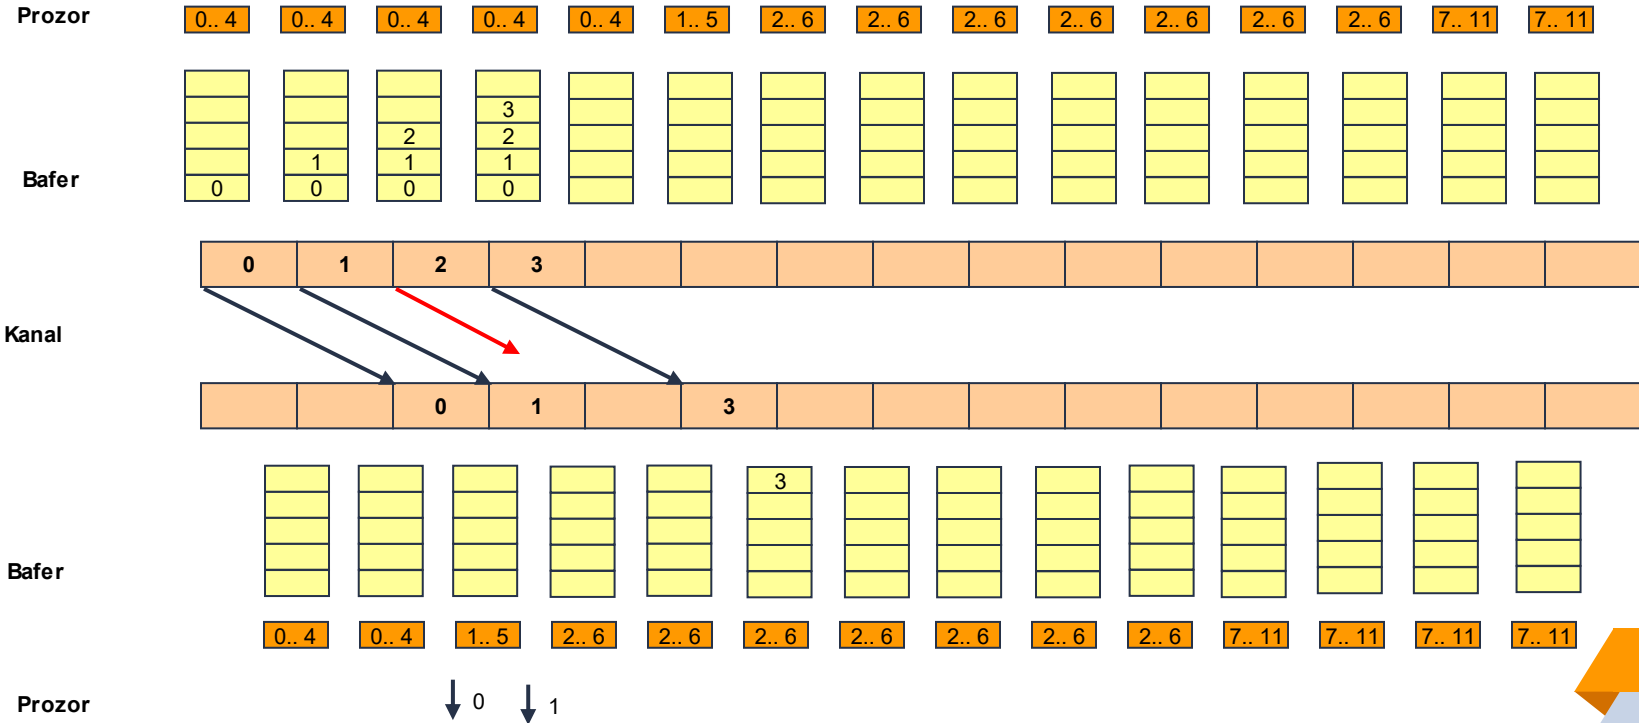 Prozor 0.. 4 0.. 4 0.. 4 0.. 4 0.. 4 1.. 5 2.. 6 2.. 6 2.. 6 2.. 6 2.. 6 2.. 6 2.. 6 7.. 11 7.. 11
3
2 2
1 1 1
Bafer
0 0 0 0
0 1 2 3
Kanal
0 1 3
3
Bafer
0.. 4 0.. 4 1.. 5 2.. 6 2.. 6 2.. 6 2.. 6 2.. 6 2.. 6 2.. 6 7.. 11 7.. 11 7.. 11 7.. 11
Prozor 0 1